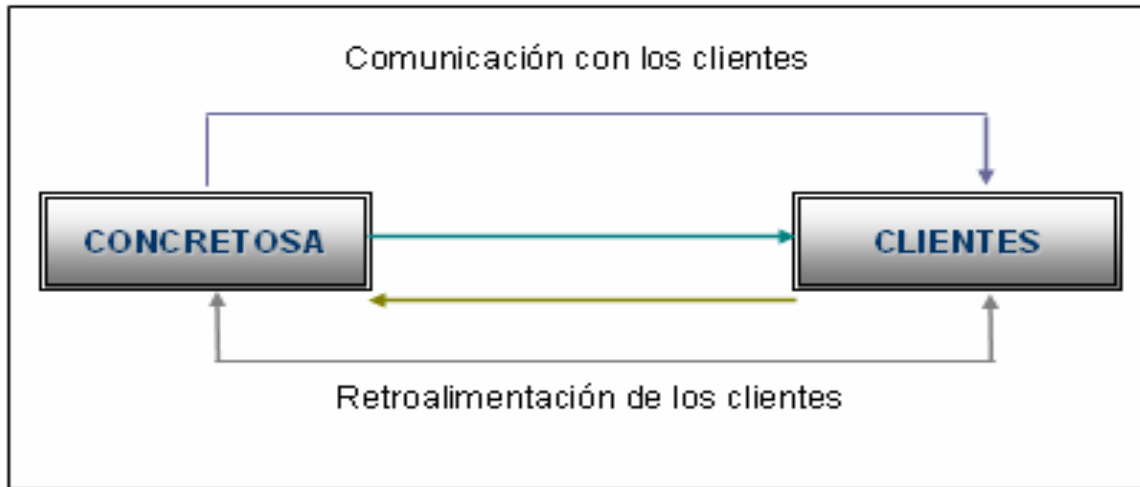 Comunicación con los clientes
CONCRETOSA
CLIENTES
Retroalimentación de los clientes